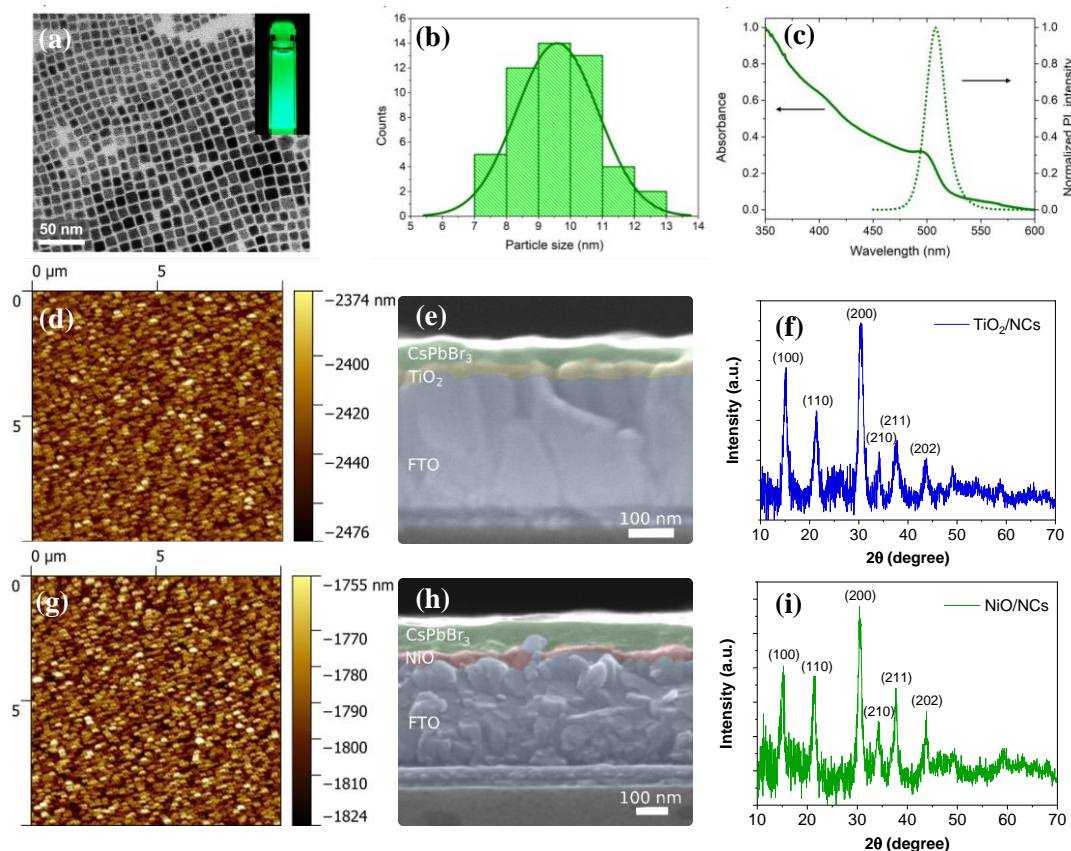 (a)
50 nm
(b)
Counts
16
14
12
10
8
6
4
2
0
5 6 7 8 9 10 11 12 13 14
Particle size (nm)
(c)
Absorbance
1.0
0.8
0.6
0.4
0.2
0.0
350 400 450 500 550 600
Wavelength (nm)
1.0
0.8
0.6
0.4
0.2
0.0
Normalized PL intensity
0 µm 5
(d)
5
−2374 nm
−2400
−2420
−2440
−2476
(e)
CsPbBr₃
TiO₂
FTO
100 nm
(f)
TiO₂/NCs
(100)
(110)
(200)
(210)
(211)
(202)
Intensity (a.u.)
10 20 30 40 50 60 70
2θ (degree)
0 µm 5
(g)
5
−1755 nm
−1770
−1780
−1790
−1800
−1810
−1824
(h)
CsPbBr₃
NiO
FTO
100 nm
(i)
NiO/NCs
(100)
(110)
(200)
(210)
(211)
(202)
Intensity (a.u.)
10 20 30 40 50 60 70
2θ (degree)